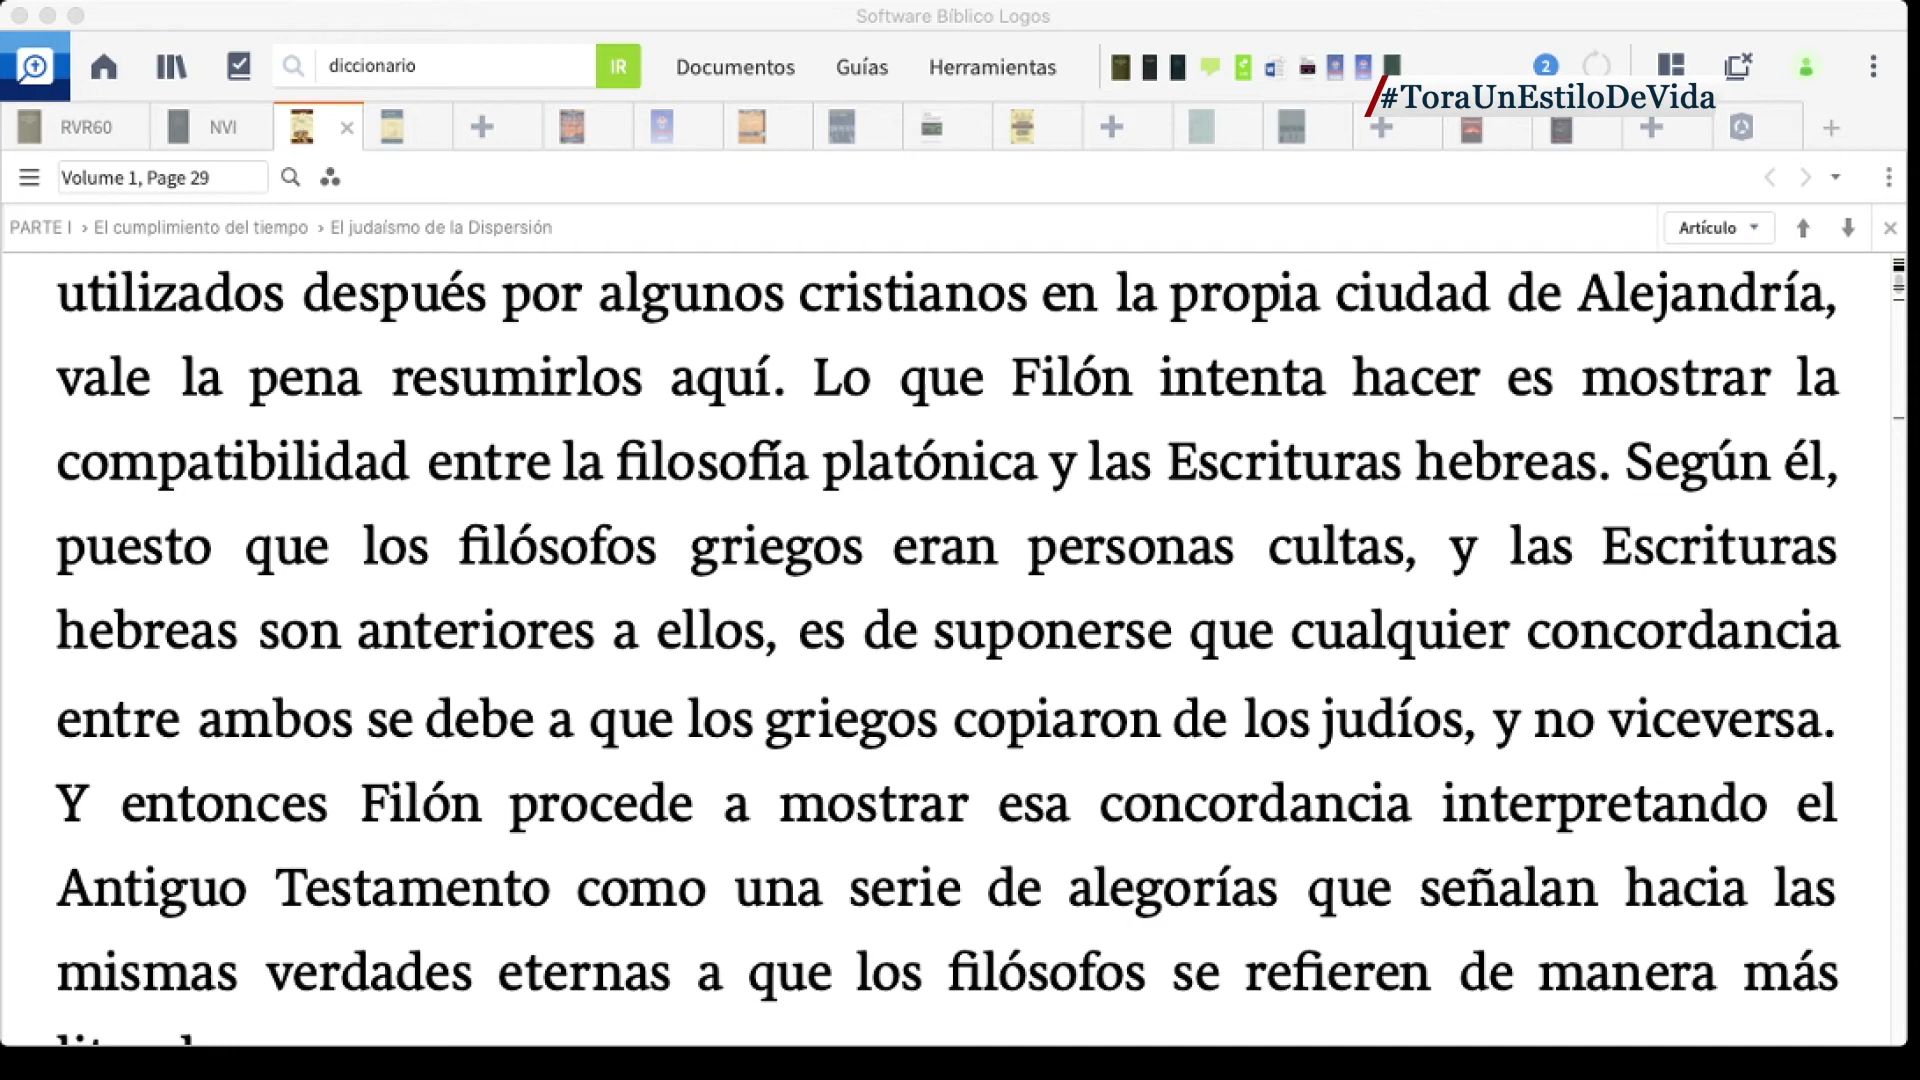 Software Bíblico Logos
diccionario
IR
Documentos
Guías
Herramientas
2
#ToraUnEstiloDeVida
RVR60
NVI
Volume 1, Page 29
PARTE I › El cumplimiento del tiempo › El judaísmo de la Dispersión
Artículo
utilizados después por algunos cristianos en la propia ciudad de Alejandría,
vale la pena resumirlos aquí. Lo que Filón intenta hacer es mostrar la
compatibilidad entre la filosofía platónica y las Escrituras hebreas. Según él,
puesto que los filósofos griegos eran personas cultas, y las Escrituras
hebreas son anteriores a ellos, es de suponerse que cualquier concordancia
entre ambos se debe a que los griegos copiaron de los judíos, y no viceversa.
Y entonces Filón procede a mostrar esa concordancia interpretando el
Antiguo Testamento como una serie de alegorías que señalan hacia las
mismas verdades eternas a que los filósofos se refieren de manera más